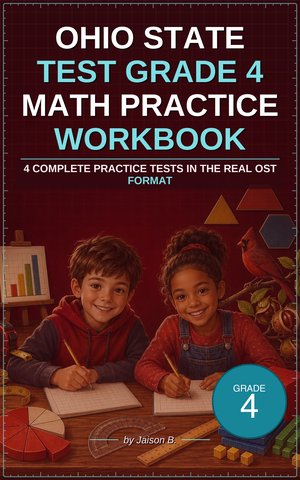 OHIO STATE
TEST GRADE 4
MATH PRACTICE
WORKBOOK
4 COMPLETE PRACTICE TESTS IN THE REAL OST
FORMAT
GRADE
4
by Jaison B.